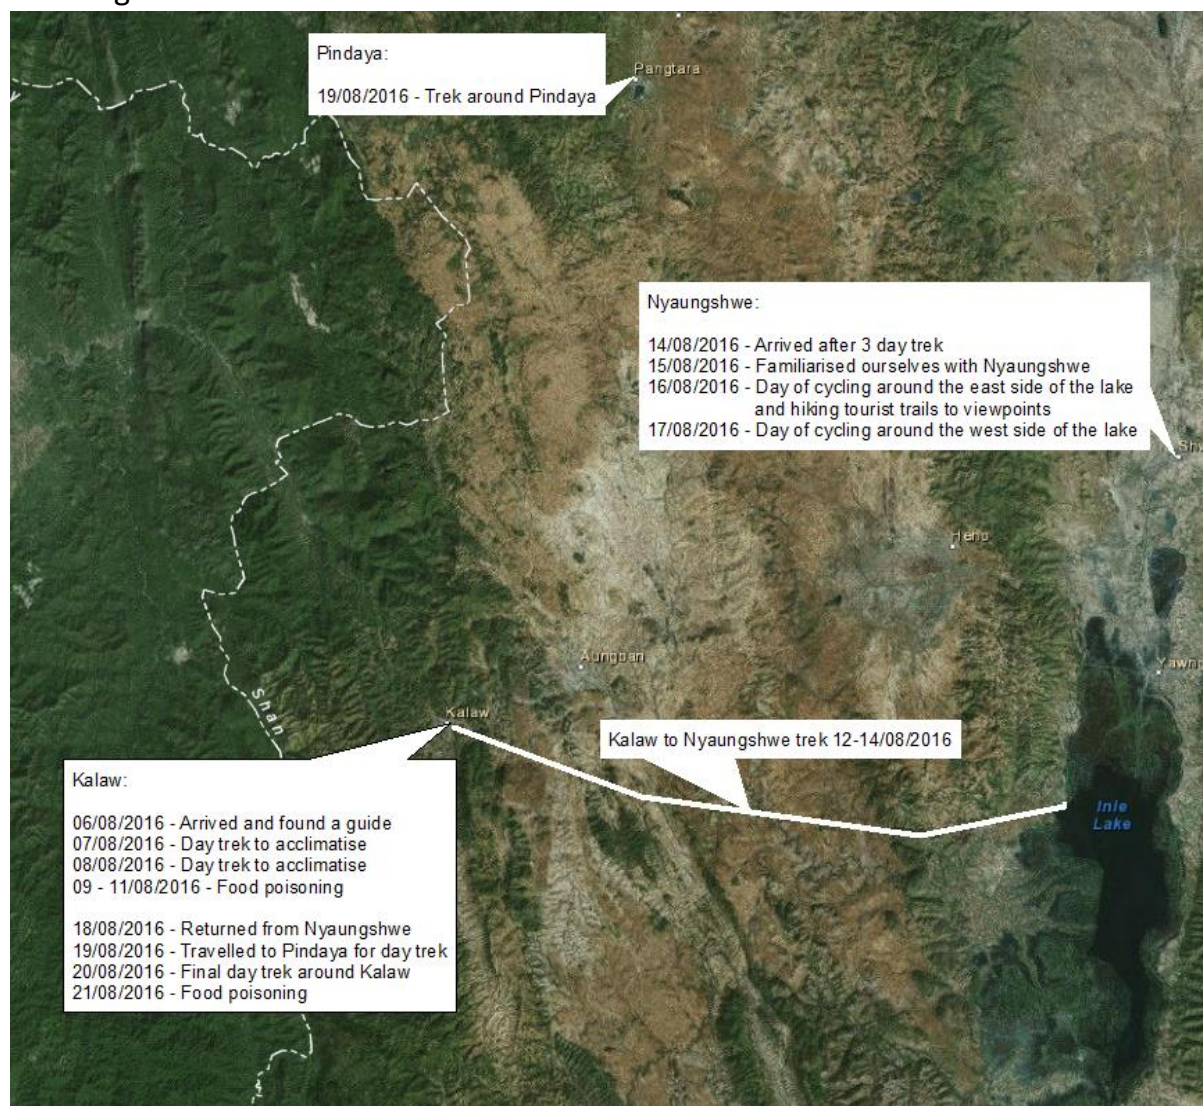 Pindaya:
19/08/2016 - Trek around Pindaya
Pangtara
Nyaungshwe:
14/08/2016 - Arrived after 3 day trek
15/08/2016 - Familiarised ourselves with Nyaungshwe
16/08/2016 - Day of cycling around the east side of the lake
and hiking tourist trails to viewpoints
17/08/2016 - Day of cycling around the west side of the lake
Heho
Aungban
Shan
Kalaw
Kalaw to Nyaungshwe trek 12-14/08/2016
Inle
Lake
Kalaw:
06/08/2016 - Arrived and found a guide
07/08/2016 - Day trek to acclimatise
08/08/2016 - Day trek to acclimatise
09 - 11/08/2016 - Food poisoning
18/08/2016 - Returned from Nyaungshwe
19/08/2016 - Travelled to Pindaya for day trek
20/08/2016 - Final day trek around Kalaw
21/08/2016 - Food poisoning